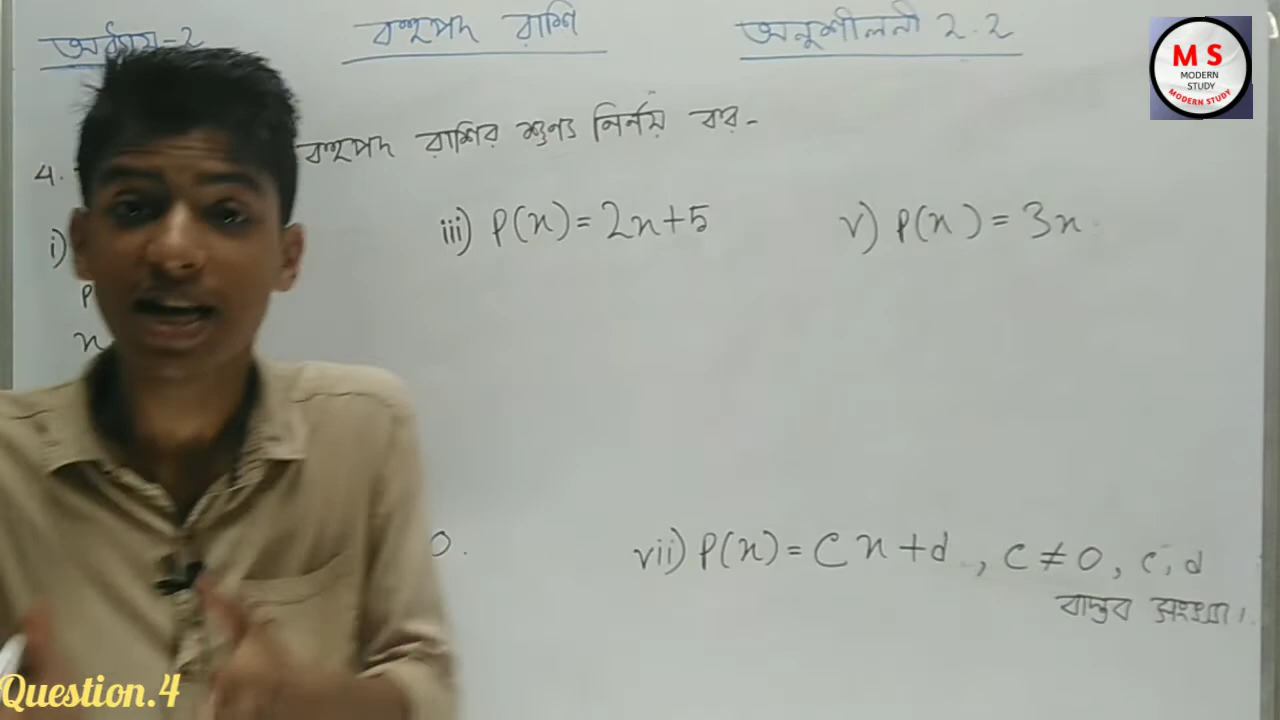 অধ্যায়-2 বহুপদ রাশি অনুশীলনী 2.2
4. বহুপদ রাশির শুণ্য নির্নয় কর-
i) iii) P(x) = 2x+5 v) P(x) = 3x
P
x
0. vii) P(x) = cx+d, c≠0, c,d
বাস্তব সংখ্যা।
M S
MODERN
STUDY
MODERN STUDY
Question.4